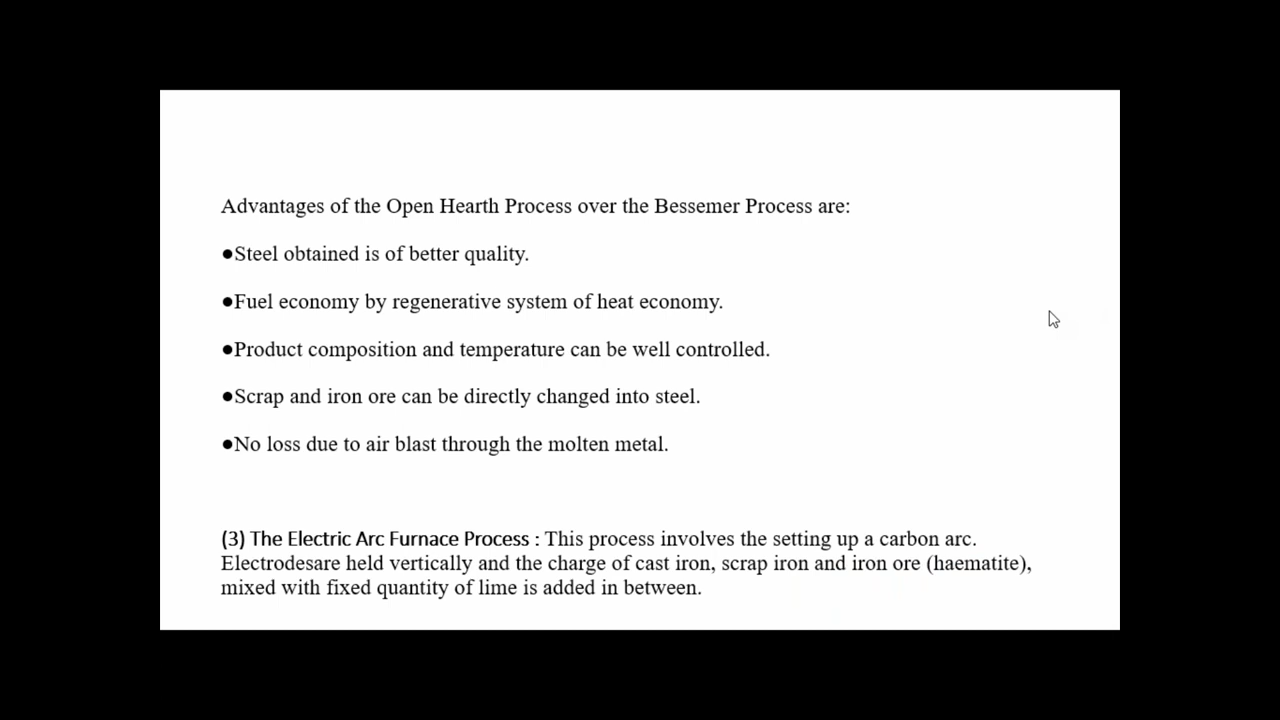 Advantages of the Open Hearth Process over the Bessemer Process are:
●Steel obtained is of better quality.
●Fuel economy by regenerative system of heat economy.
●Product composition and temperature can be well controlled.
●Scrap and iron ore can be directly changed into steel.
●No loss due to air blast through the molten metal.
(3) The Electric Arc Furnace Process : This process involves the setting up a carbon arc.
Electrodesare held vertically and the charge of cast iron, scrap iron and iron ore (haematite),
mixed with fixed quantity of lime is added in between.